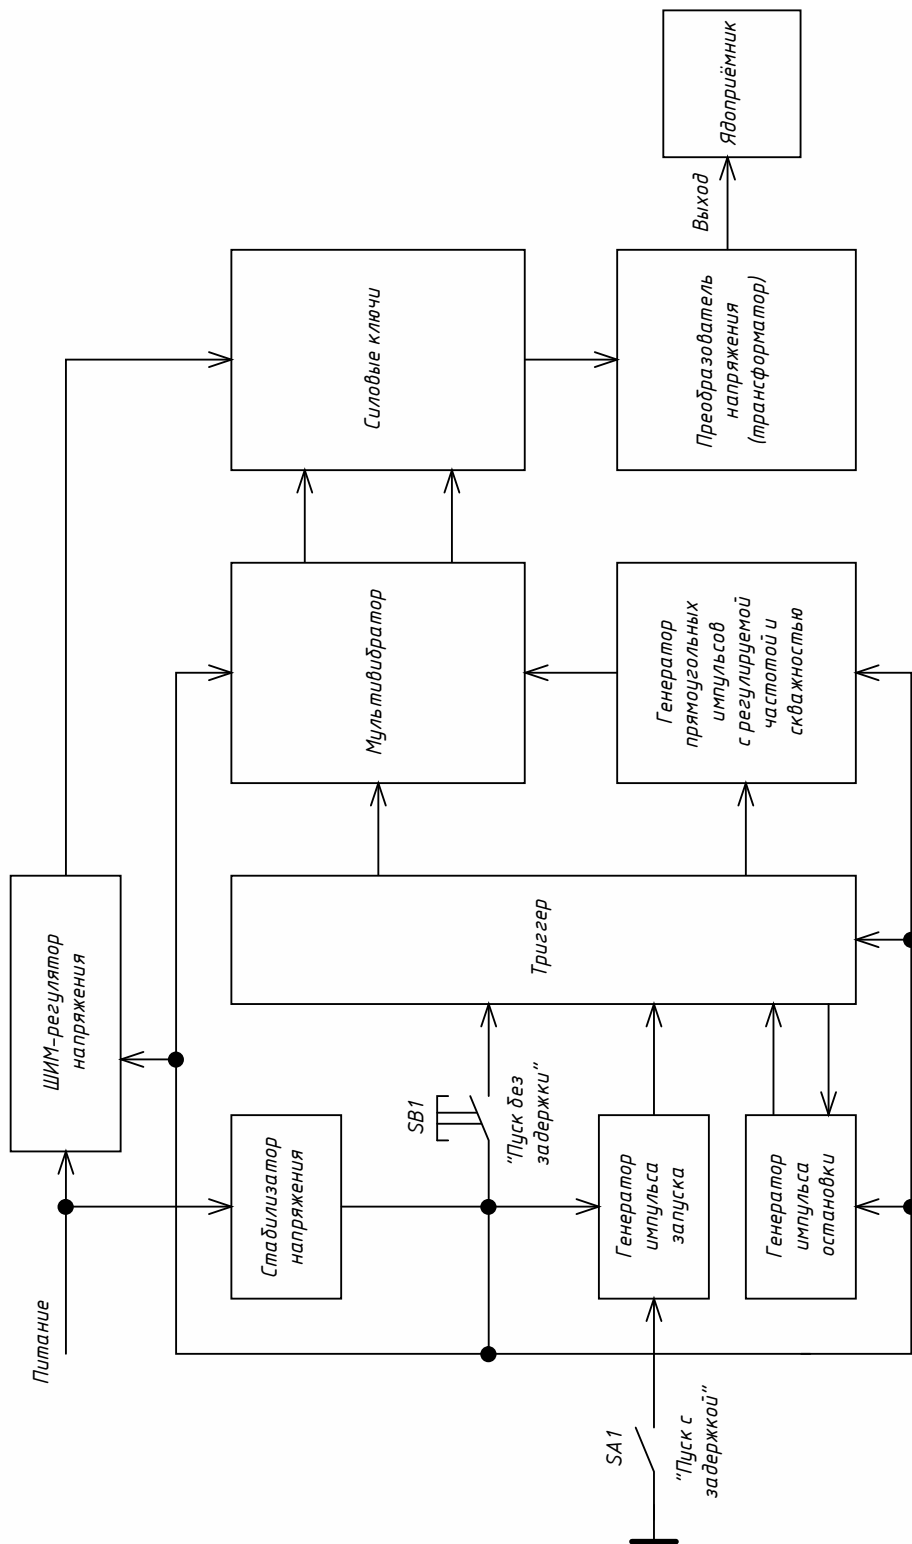 Питание
ШИМ-регулятор
напряжения
Стабилизатор
напряжения
SB1
"Пуск без
задержки"
SA1
"Пуск с
задержкой"
Генератор
импульса
запуска
Генератор
импульса
остановки
Триггер
Мультивибратор
Генератор
прямоугольных
импульсов
с регулируемой
частотой и
скважностью
Силовые ключи
Преобразователь
напряжения
(трансформатор)
Выход
Ядоприёмник